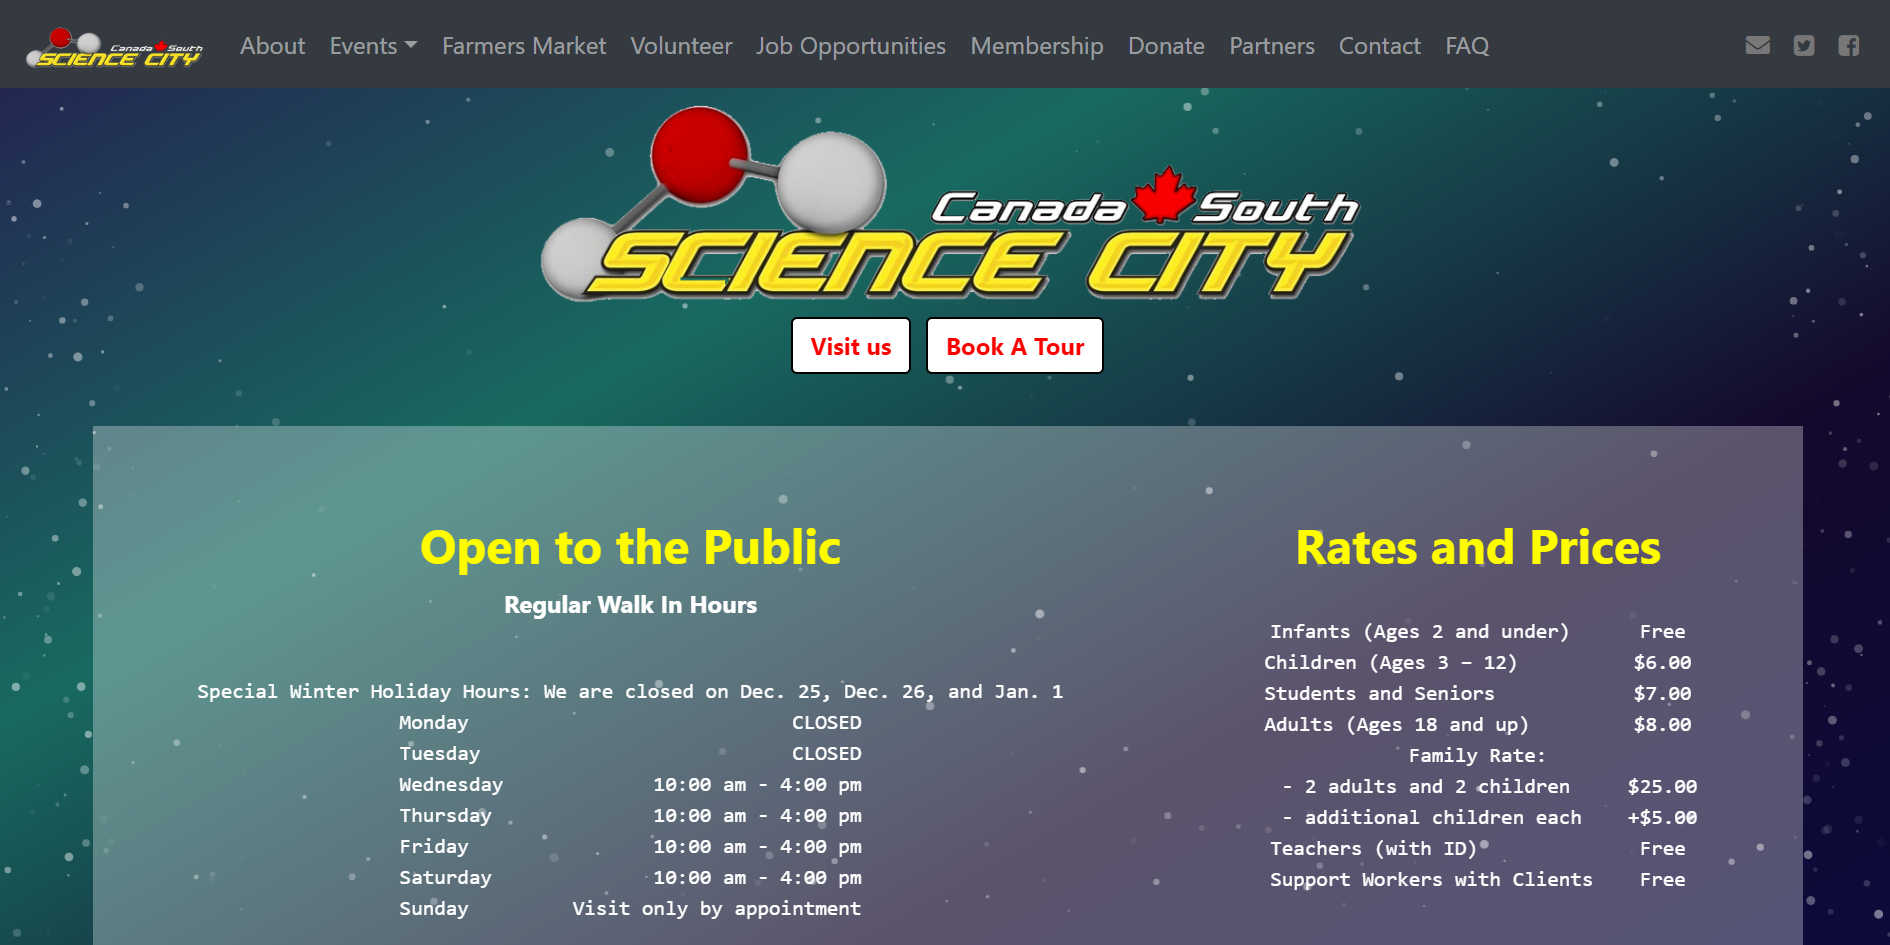 Canada South
SCIENCE CITY
About Events Farmers Market Volunteer Job Opportunities Membership Donate Partners Contact FAQ
Canada South
SCIENCE CITY
Visit us
Book A Tour
Open to the Public
Regular Walk In Hours
Special Winter Holiday Hours: We are closed on Dec. 25, Dec. 26, and Jan. 1
Monday CLOSED
Tuesday CLOSED
Wednesday 10:00 am - 4:00 pm
Thursday 10:00 am - 4:00 pm
Friday 10:00 am - 4:00 pm
Saturday 10:00 am - 4:00 pm
Sunday Visit only by appointment
Rates and Prices
Infants (Ages 2 and under) Free
Children (Ages 3 – 12) $6.00
Students and Seniors $7.00
Adults (Ages 18 and up) $8.00
Family Rate:
- 2 adults and 2 children $25.00
- additional children each +$5.00
Teachers (with ID) Free
Support Workers with Clients Free